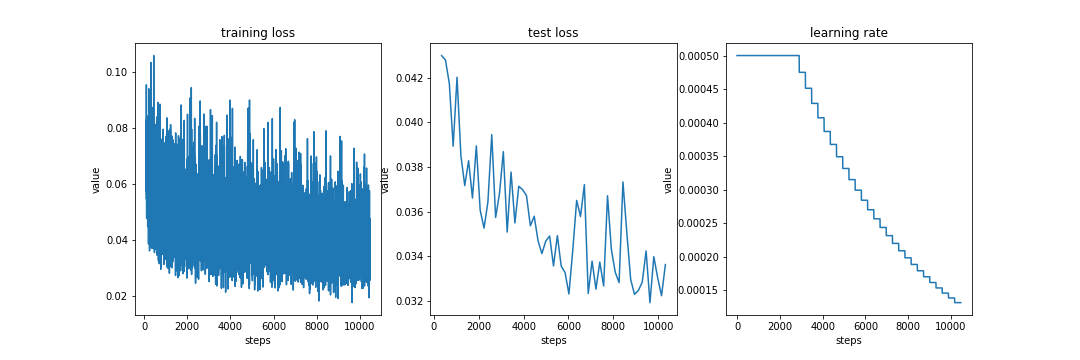 training loss
test loss
learning rate
0.10
0.08
0.06
0.04
0.02
value
0 2000 4000 6000 8000 10000
steps
0.042
0.040
0.038
0.036
0.034
0.032
value
0 2000 4000 6000 8000 10000
steps
0.00050
0.00045
0.00040
0.00035
0.00030
0.00025
0.00020
0.00015
value
0 2000 4000 6000 8000 10000
steps